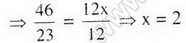 ⇒ 46/23 = 12x/12 ⇒ x = 2